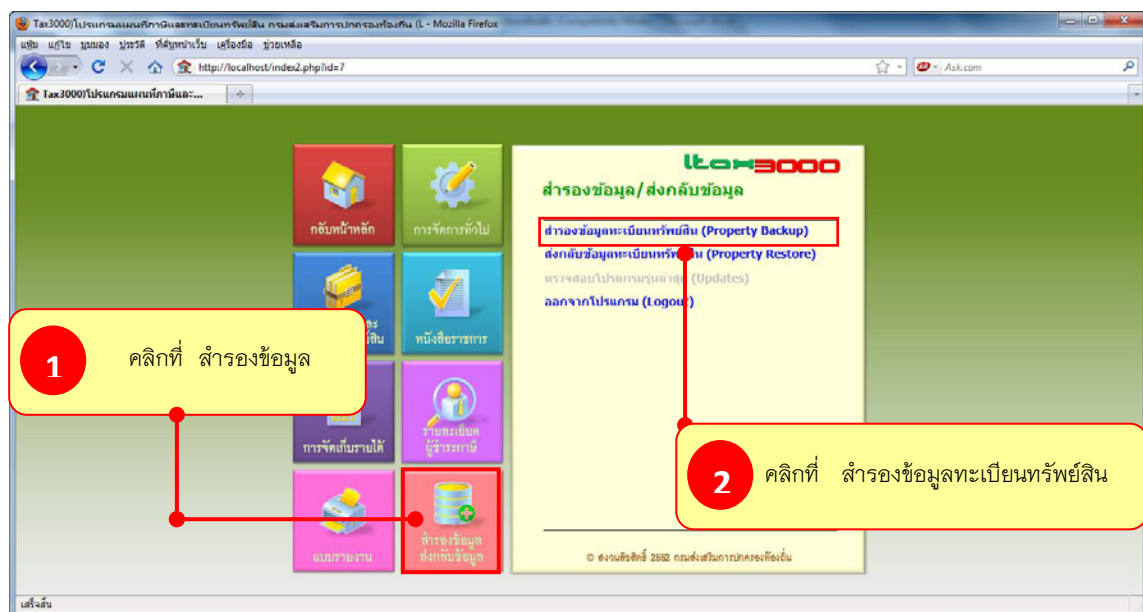 Tax3000)โปรแกรมแผนที่ภาษีและทะเบียนทรัพย์สิน กรมส่งเสริมการปกครองท้องถิ่น (L - Mozilla Firefox
แฟ้ม แก้ไข มุมมอง ประวัติ ที่คั่นหน้าเว็บ เครื่องมือ ช่วยเหลือ
http://localhost/index2.php?id=7
Ask.com
Tax3000)โปรแกรมแผนที่ภาษีและ...
ltax3000
สำรองข้อมูล/ส่งกลับข้อมูล
กลับหน้าหลัก
การจัดการทั่วไป
สำรองข้อมูลทะเบียนทรัพย์สิน (Property Backup)
ส่งกลับข้อมูลทะเบียนทรัพย์สิน (Property Restore)
ตรวจสอบโปรแกรมรุ่นล่าสุด (Updates)
ออกจากโปรแกรม (Logout)
หนังสือราชการ
1 คลิกที่ สำรองข้อมูล
การจัดเก็บรายได้
รายละเอียด
ผู้ชำระภาษี
2 คลิกที่ สำรองข้อมูลทะเบียนทรัพย์สิน
แบบรายงาน
สำรองข้อมูล
ส่งกลับข้อมูล
© สงวนลิขสิทธิ์ 2552 กรมส่งเสริมการปกครองท้องถิ่น
เสร็จสิ้น